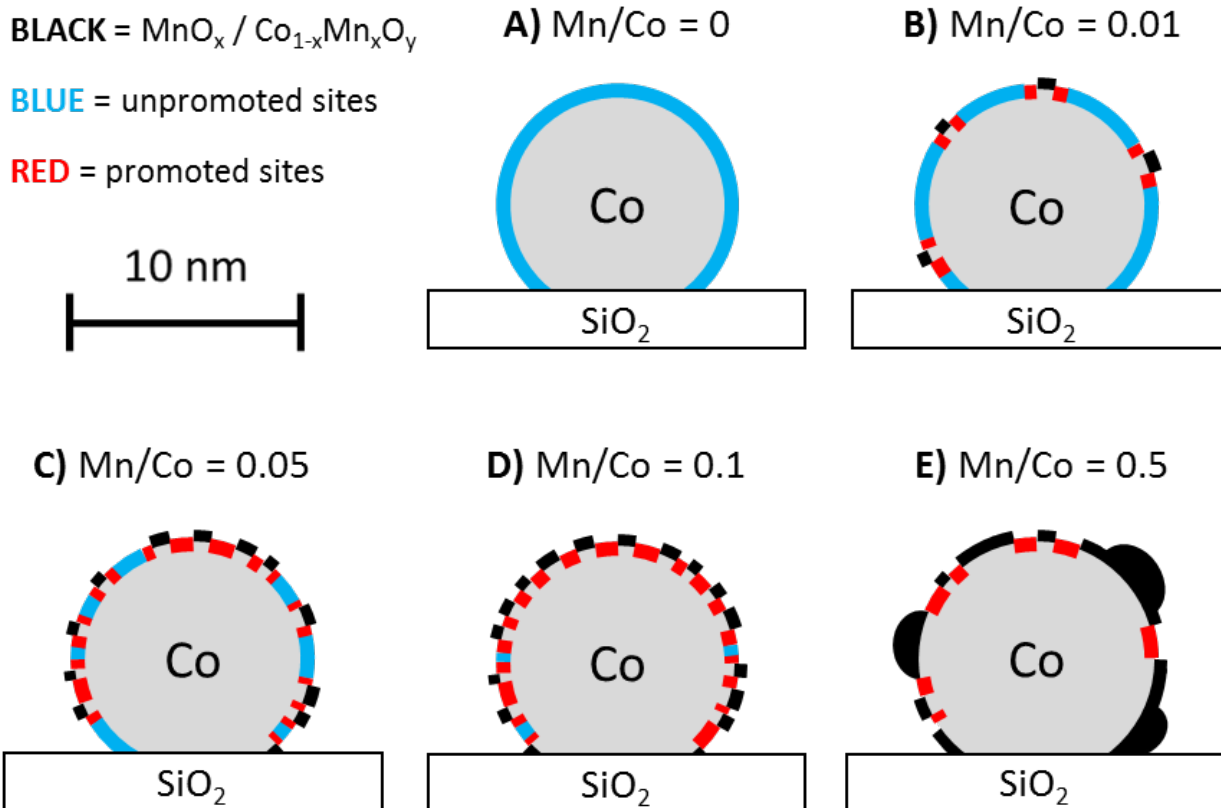 BLACK = MnOₓ / Co₁₋ₓMnₓOᵧ
BLUE = unpromoted sites
RED = promoted sites
10 nm
A) Mn/Co = 0
Co
SiO₂
B) Mn/Co = 0.01
Co
SiO₂
C) Mn/Co = 0.05
Co
SiO₂
D) Mn/Co = 0.1
Co
SiO₂
E) Mn/Co = 0.5
Co
SiO₂